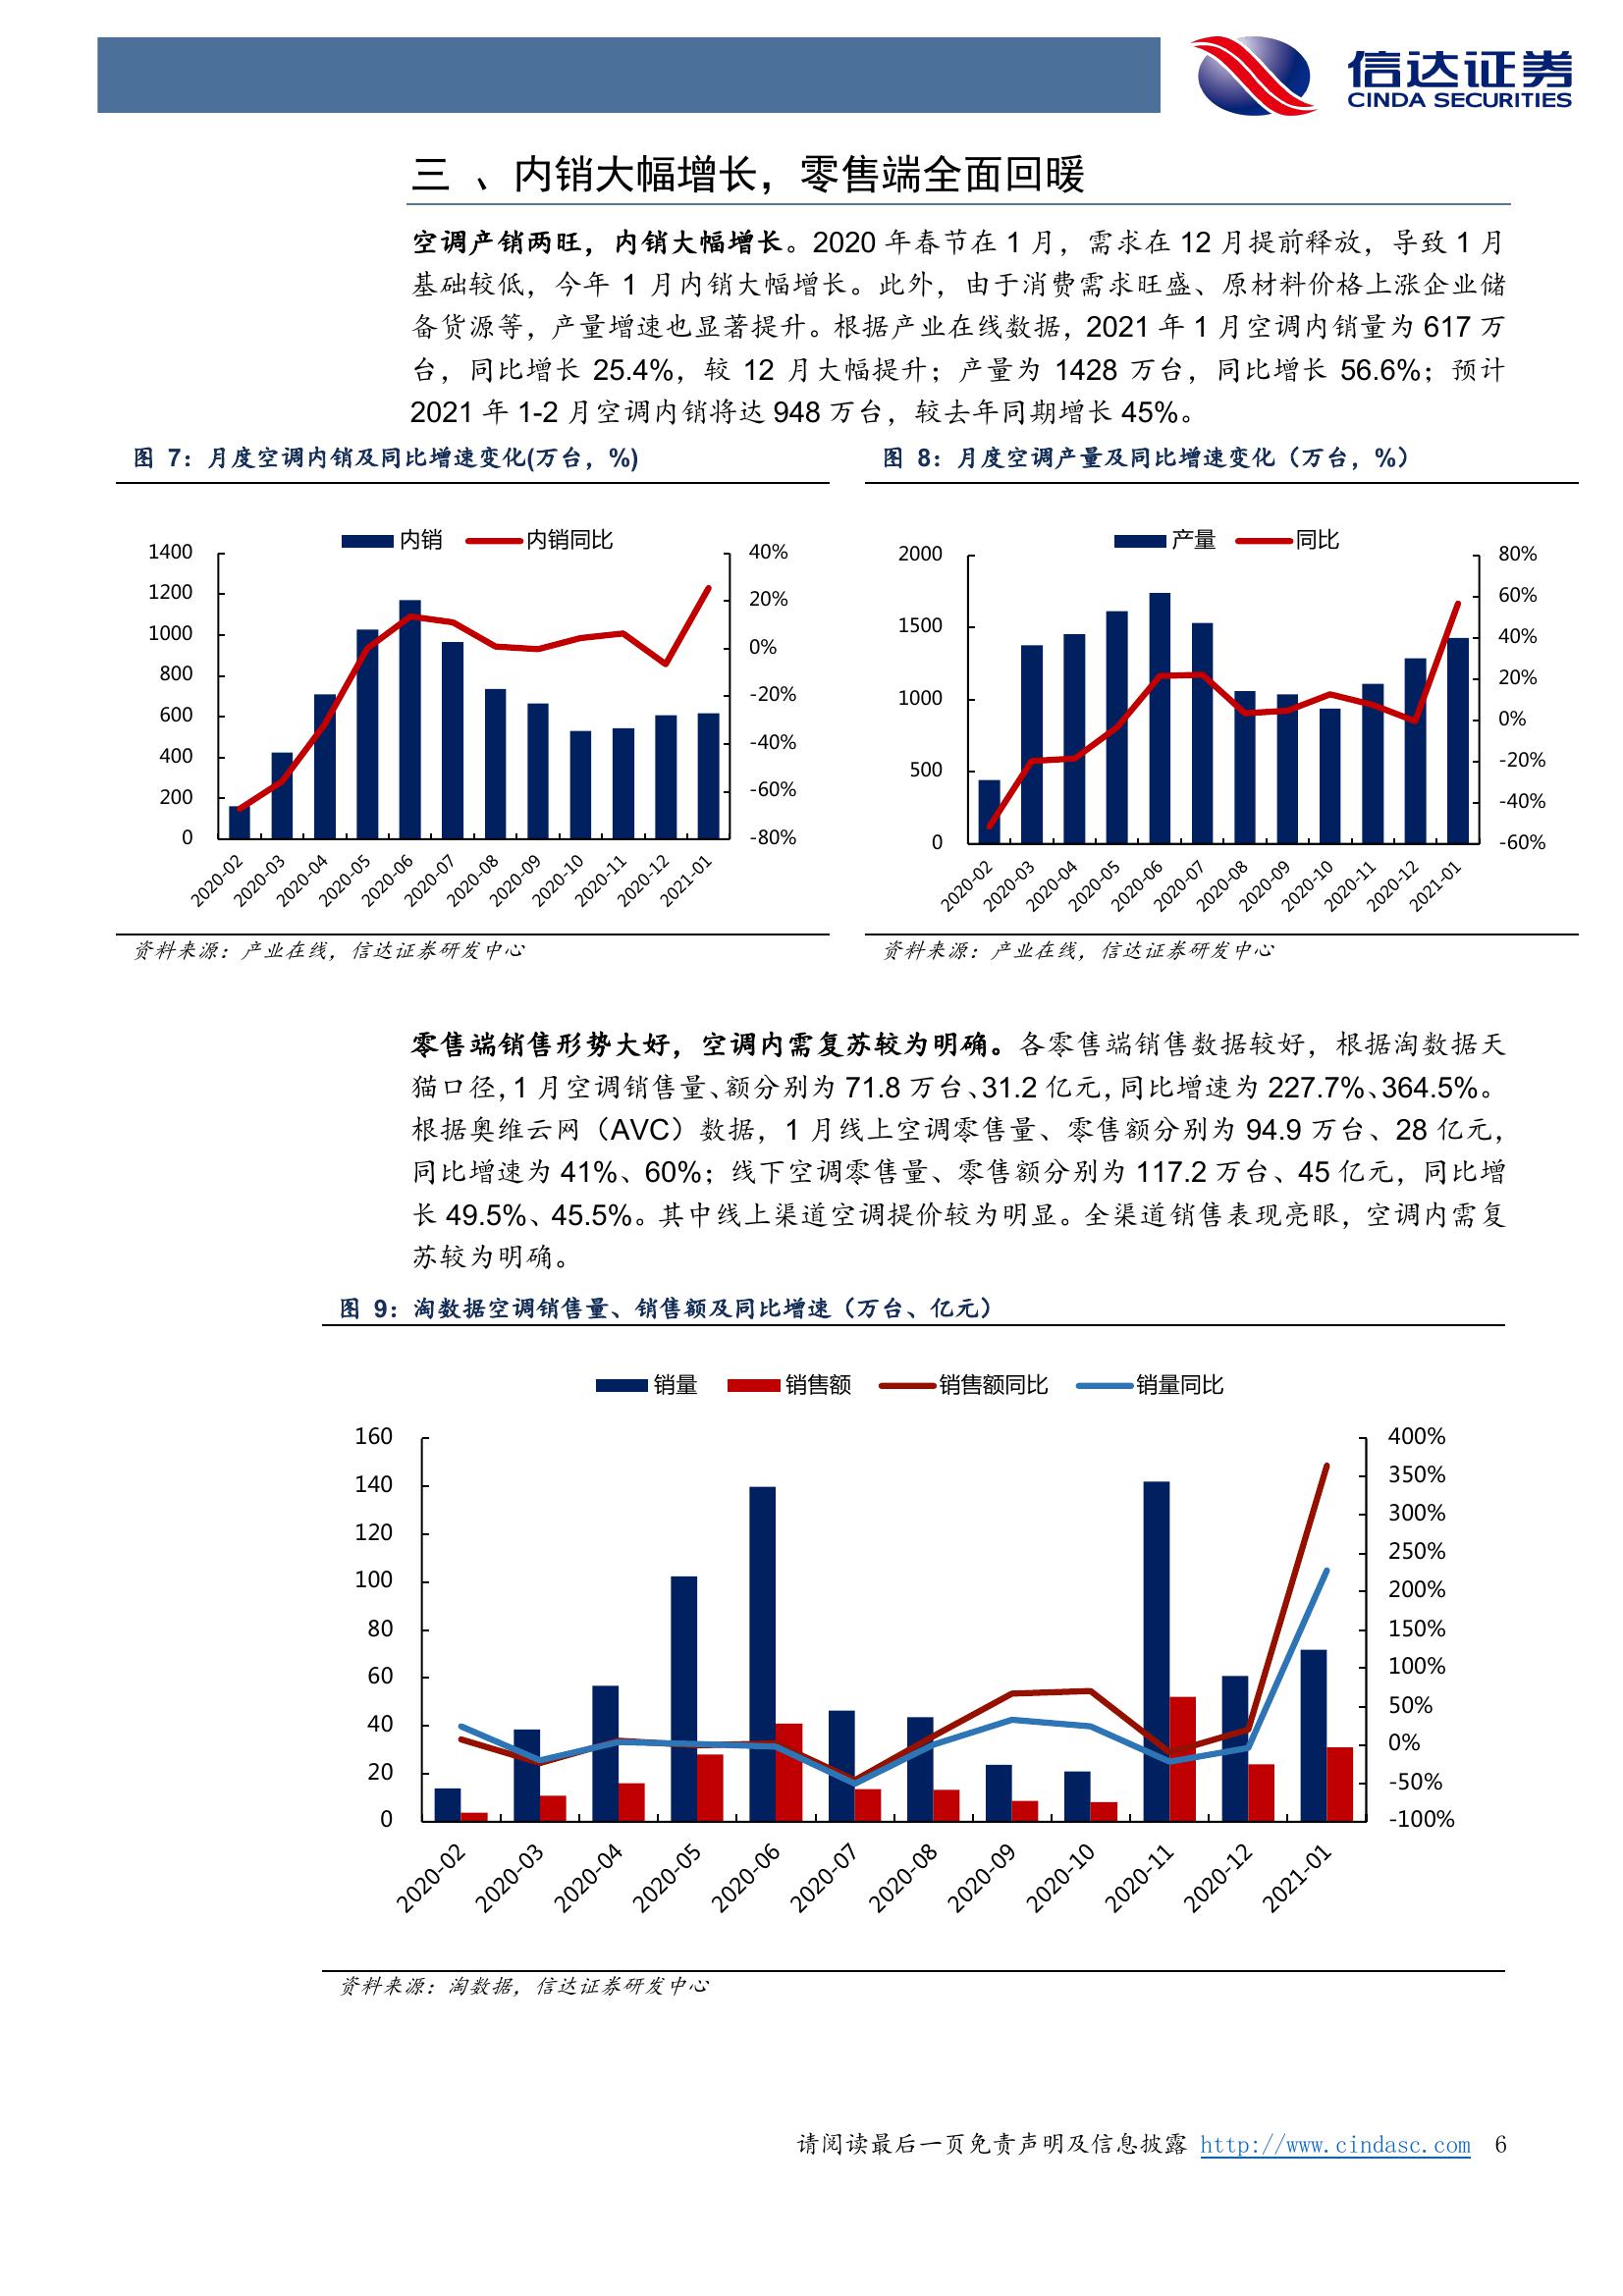 信达证券
CINDA SECURITIES
三 、内销大幅增长，零售端全面回暖
空调产销两旺，内销大幅增长。2020 年春节在 1 月，需求在 12 月提前释放，导致 1 月
基础较低，今年 1 月内销大幅增长。此外，由于消费需求旺盛、原材料价格上涨企业储
备货源等，产量增速也显著提升。根据产业在线数据，2021 年 1 月空调内销量为 617 万
台，同比增长 25.4%，较 12 月大幅提升；产量为 1428 万台，同比增长 56.6%；预计
2021 年 1-2 月空调内销将达 948 万台，较去年同期增长 45%。
图 7：月度空调内销及同比增速变化(万台，%)
内销 内销同比
1400
1200
1000
800
600
400
200
0
40%
20%
0%
-20%
-40%
-60%
-80%
2020-02 2020-03 2020-04 2020-05 2020-06 2020-07 2020-08 2020-09 2020-10 2020-11 2020-12 2021-01
资料来源：产业在线，信达证券研发中心
图 8：月度空调产量及同比增速变化（万台，%）
产量 同比
2000
1500
1000
500
0
80%
60%
40%
20%
0%
-20%
-40%
-60%
2020-02 2020-03 2020-04 2020-05 2020-06 2020-07 2020-08 2020-09 2020-10 2020-11 2020-12 2021-01
资料来源：产业在线，信达证券研发中心
零售端销售形势大好，空调内需复苏较为明确。各零售端销售数据较好，根据淘数据天
猫口径，1 月空调销售量、额分别为 71.8 万台、31.2 亿元，同比增速为 227.7%、364.5%。
根据奥维云网（AVC）数据，1 月线上空调零售量、零售额分别为 94.9 万台、28 亿元，
同比增速为 41%、60%；线下空调零售量、零售额分别为 117.2 万台、45 亿元，同比增
长 49.5%、45.5%。其中线上渠道空调提价较为明显。全渠道销售表现亮眼，空调内需复
苏较为明确。
图 9：淘数据空调销售量、销售额及同比增速（万台、亿元）
销量 销售额 销售额同比 销量同比
160
140
120
100
80
60
40
20
0
400%
350%
300%
250%
200%
150%
100%
50%
0%
-50%
-100%
2020-02 2020-03 2020-04 2020-05 2020-06 2020-07 2020-08 2020-09 2020-10 2020-11 2020-12 2021-01
资料来源：淘数据，信达证券研发中心
请阅读最后一页免责声明及信息披露 http://www.cindasc.com 6